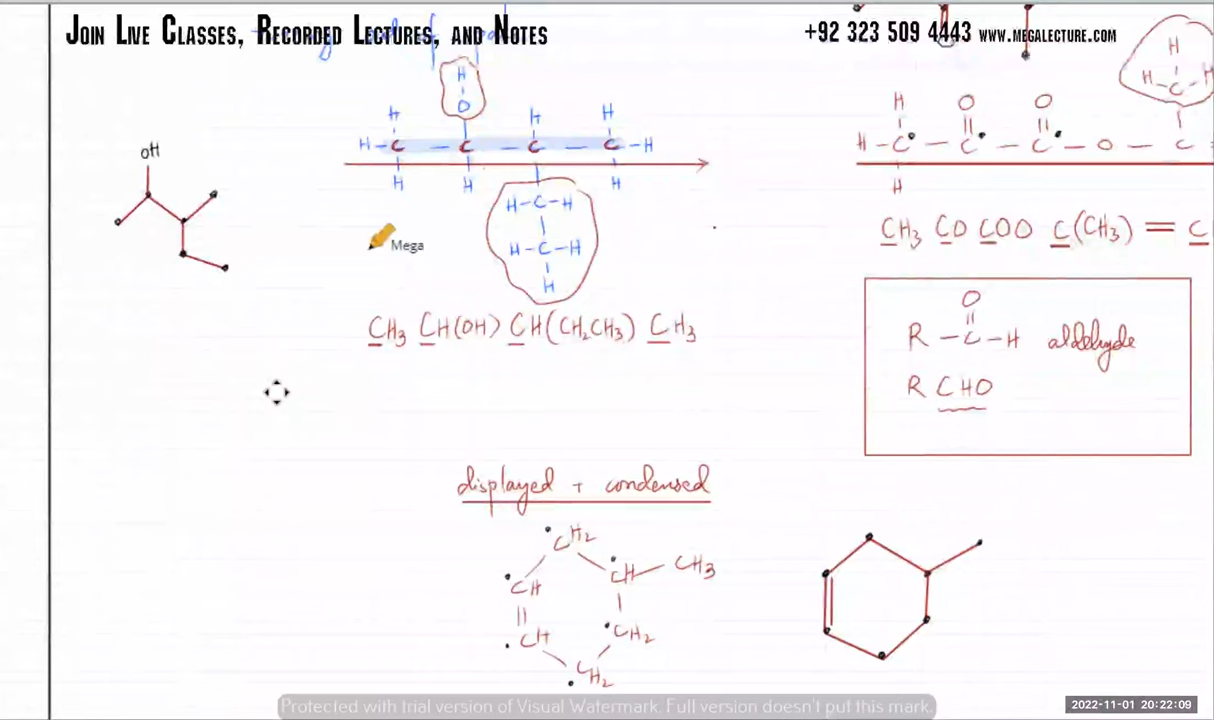 JOIN LIVE CLASSES, RECORDED LECTURES, AND NOTES
+92 323 509 4443 www.megalecture.com
OH
H
O
H H H
H-C-C-C-C-H
H H H
H-C-H
H-C-H
H
Mega
CH3 CH(OH) CH(CH2CH3) CH3
H
H-C-H
H O O
H-C-C-C-O-C=
H
CH3 CO COO C(CH3) = C
O
R-C-H aldehyde
RCHO
displayed + condensed
CH2
CH CH-CH3
CH CH2
CH2
Protected with trial version of Visual Watermark. Full version doesn't put this mark.
2022-11-01 20:22:09